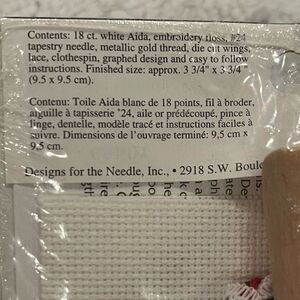 Contents: 18 ct. white Aida, embroidery floss, #24
tapestry needle, metallic gold thread, die cut wings,
lace, clothespin, graphed design and easy to follow
instructions. Finished size: approx. 3 3/4" x 3 3/4"
(9.5 x 9.5 cm).
Contenu: Toile Aida blanc de 18 points, fil à broder,
aiguille à tapisserie "24, aile or prédécoupé, pince à
linge, dentelle, modèle tracé et instructions faciles à
suivre. Dimensions de l'ouvrage terminé: 9,5 cm x
9,5 cm.
Designs for the Needle, Inc., • 2918 S.W. Boule